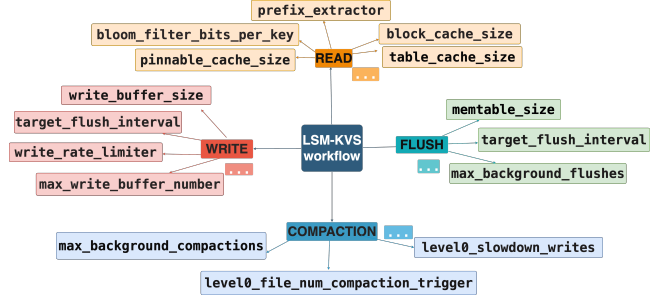 prefix_extractor
bloom_filter_bits_per_key
block_cache_size
pinnable_cache_size
READ
table_cache_size
...
write_buffer_size
memtable_size
target_flush_interval
LSM-KVS
workflow
target_flush_interval
write_rate_limiter
WRITE
FLUSH
...
...
max_background_flushes
max_write_buffer_number
COMPACTION
...
max_background_compactions
level0_slowdown_writes
level0_file_num_compaction_trigger